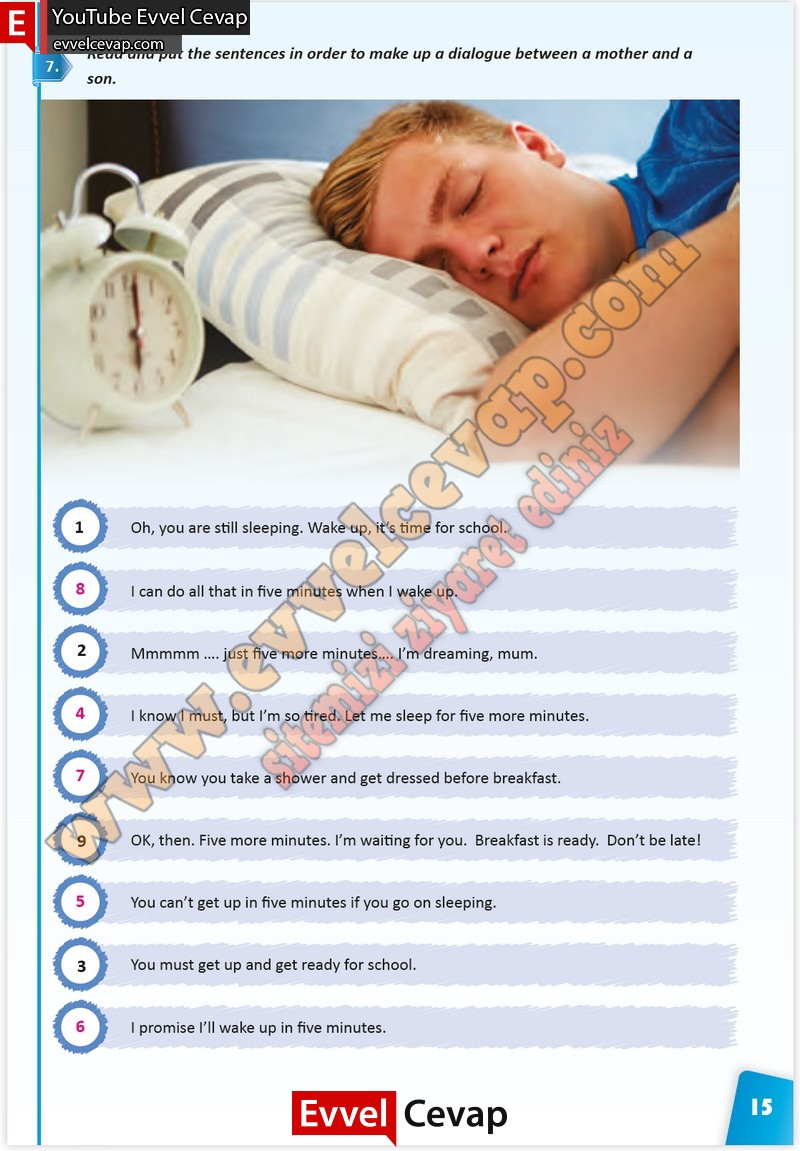 E YouTube Evvel Cevap
evvelcevap.com
7. Read and put the sentences in order to make up a dialogue between a mother and a
son.
1 Oh, you are still sleeping. Wake up, it's time for school.
8 I can do all that in five minutes when I wake up.
2 Mmmmm .... just five more minutes.... I'm dreaming, mum.
4 I know I must, but I'm so tired. Let me sleep for five more minutes.
7 You know you take a shower and get dressed before breakfast.
9 OK, then. Five more minutes. I'm waiting for you. Breakfast is ready. Don't be late!
5 You can't get up in five minutes if you go on sleeping.
3 You must get up and get ready for school.
6 I promise I'll wake up in five minutes.
www.evvelcevap.com
sitemizi ziyaret ediniz
Evvel Cevap
15